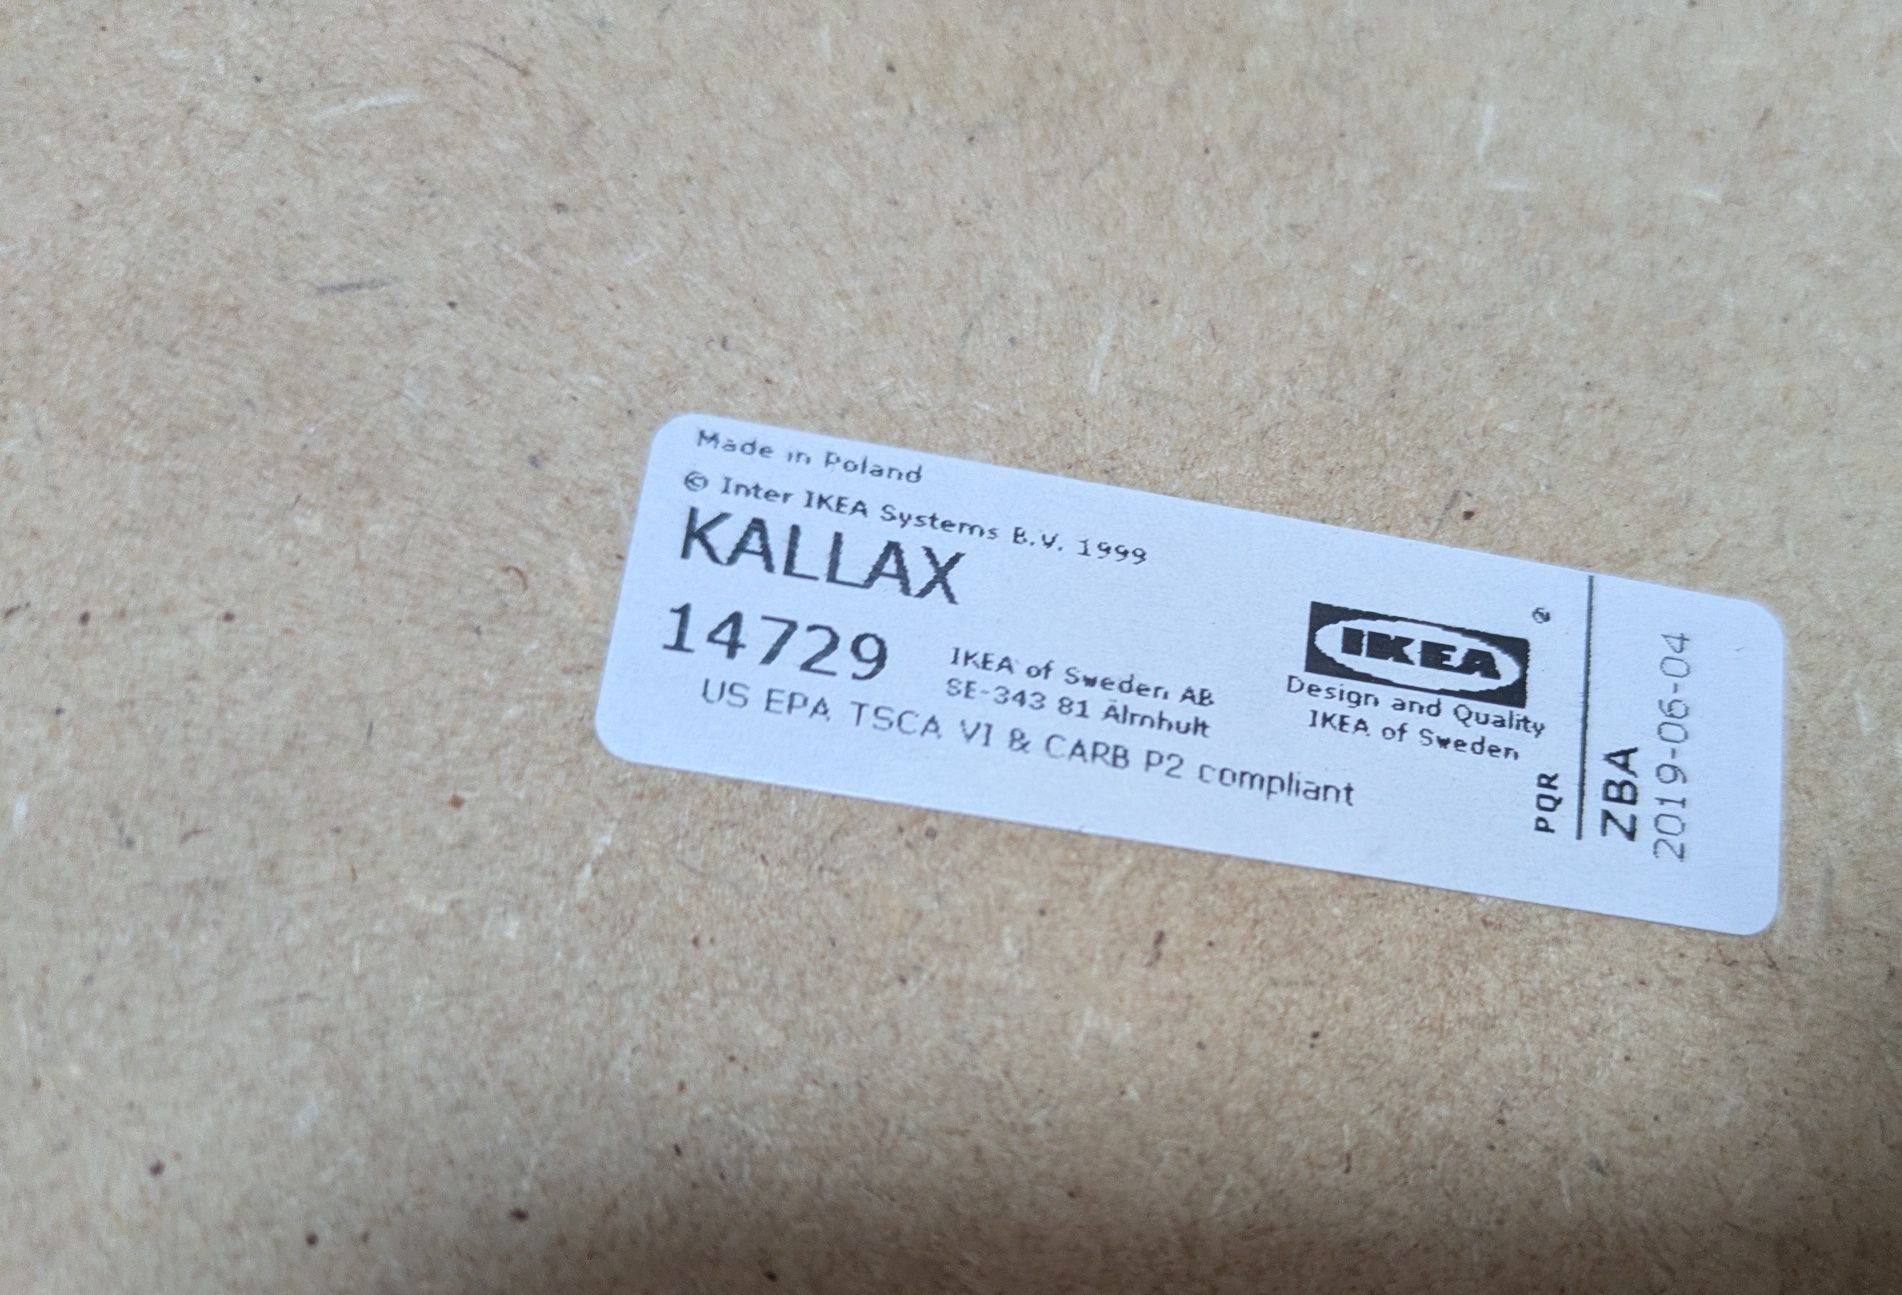 Made in Poland
© Inter IKEA Systems B.V. 1999
KALLAX
14729
IKEA of Sweden AB
SE-343 81 Älmhult
US EPA TSCA VI & CARB P2 compliant
IKEA ®
Design and Quality
IKEA of Sweden
PQR
ZBA
2019-06-04